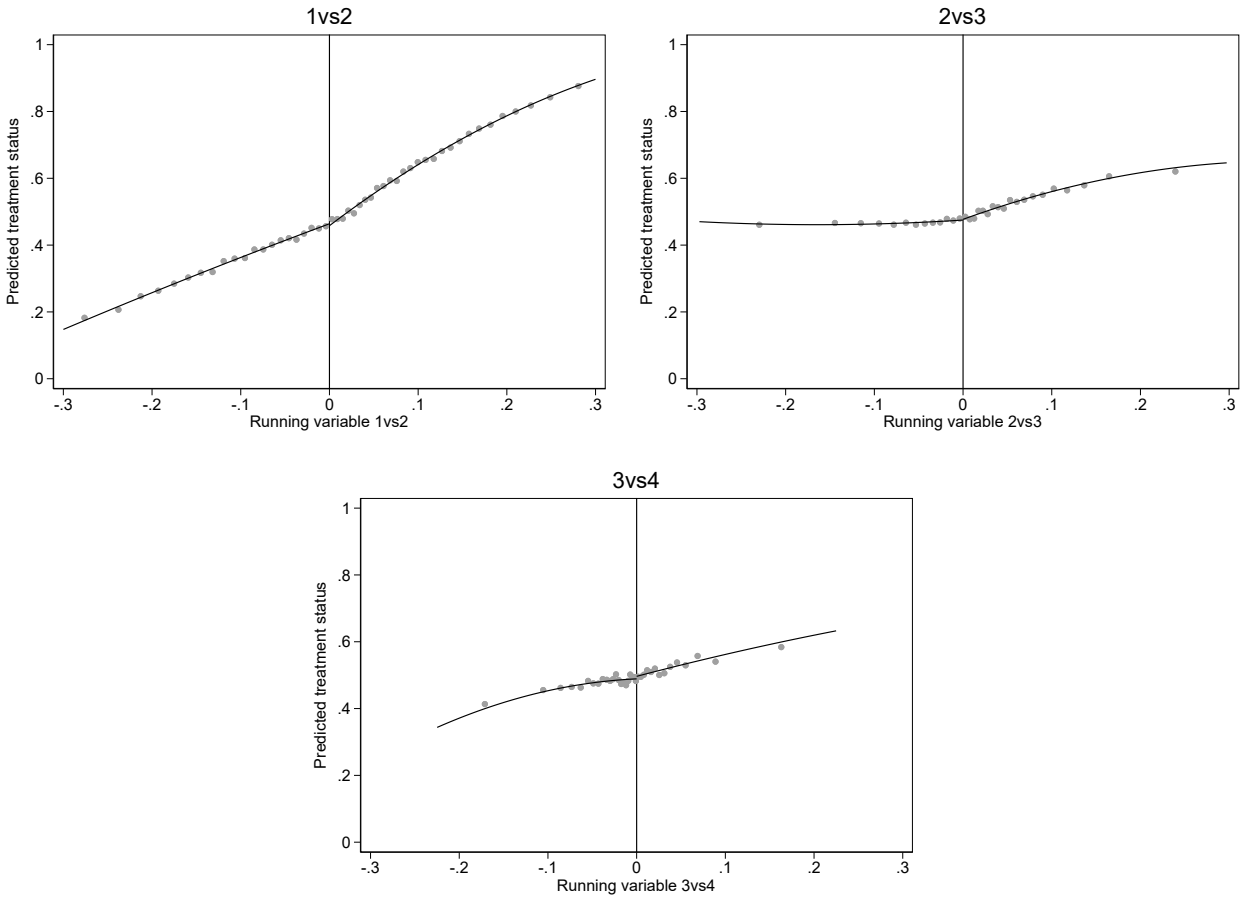 1vs2
Predicted treatment status
1
.8
.6
.4
.2
0
-.3 -.2 -.1 0 .1 .2 .3
Running variable 1vs2
2vs3
Predicted treatment status
1
.8
.6
.4
.2
0
-.3 -.2 -.1 0 .1 .2 .3
Running variable 2vs3
3vs4
Predicted treatment status
1
.8
.6
.4
.2
0
-.3 -.2 -.1 0 .1 .2 .3
Running variable 3vs4